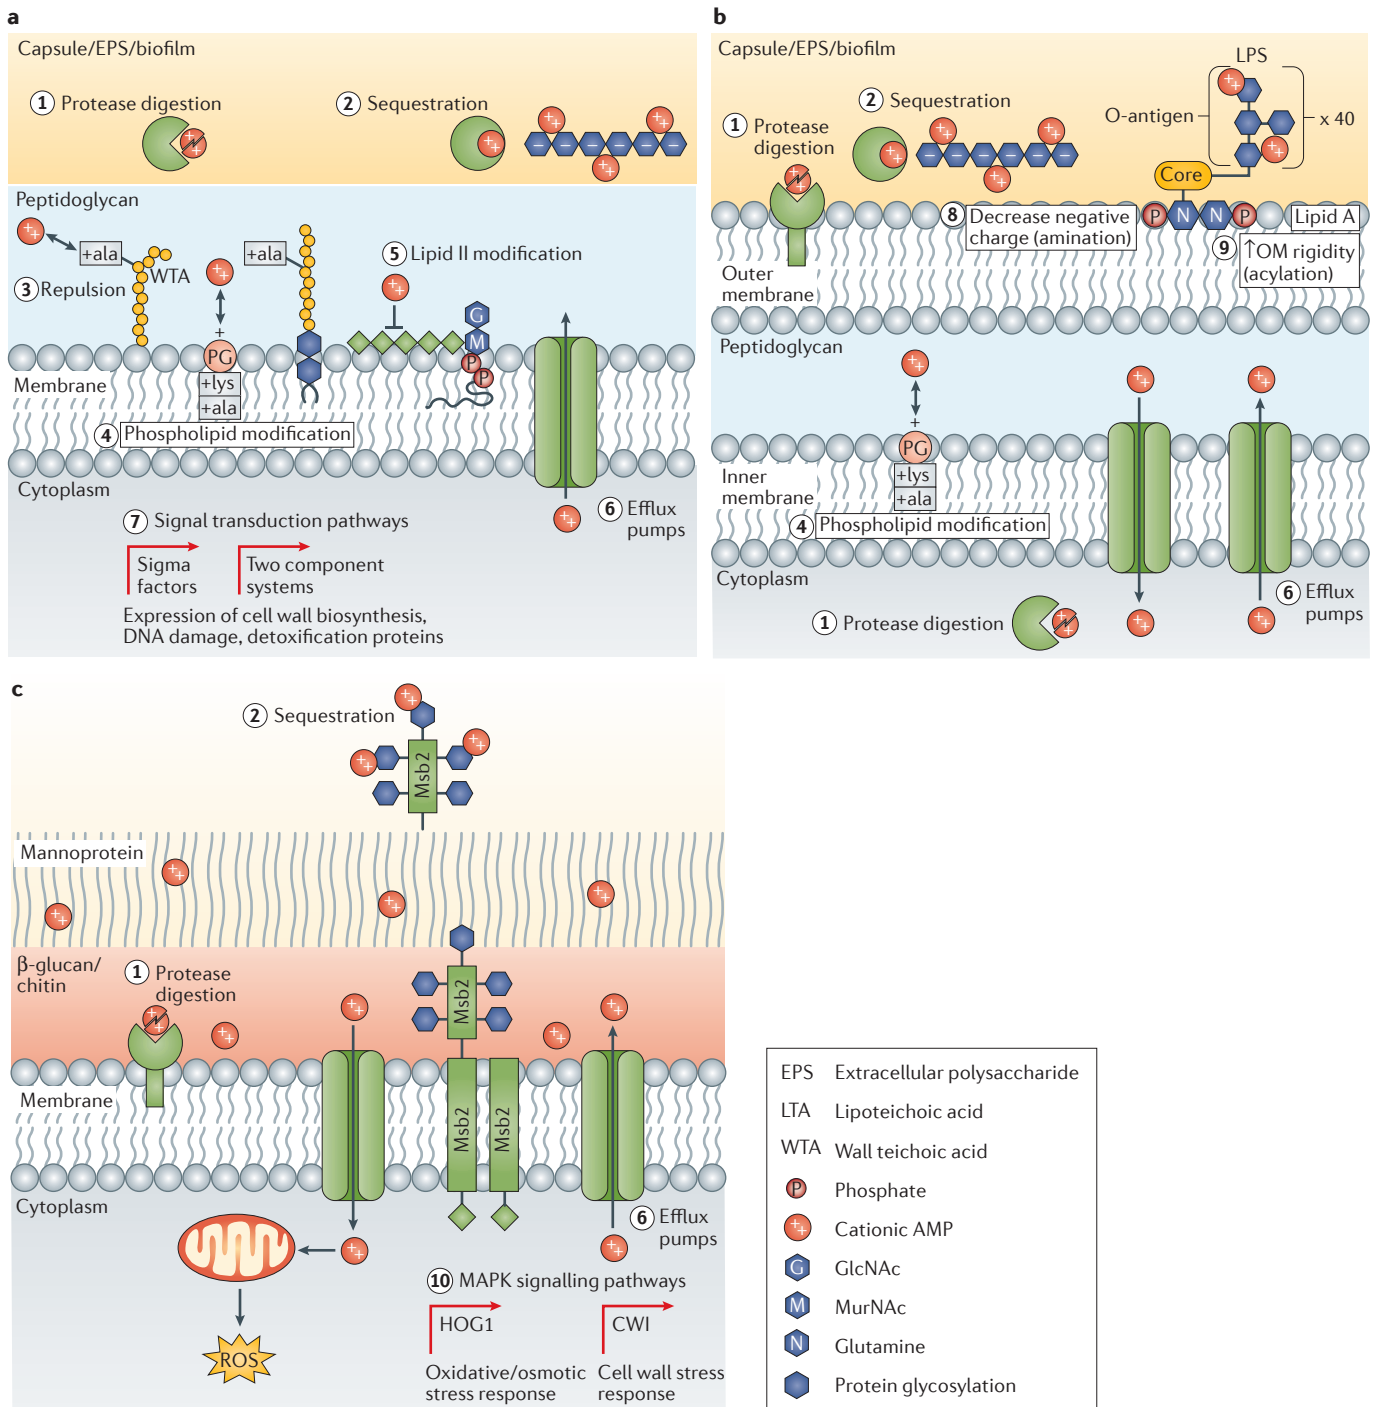 a
Capsule/EPS/biofilm
1 Protease digestion
2 Sequestration
++
++
++
++
++
− − − − − −
Peptidoglycan
++
+ala
WTA
3 Repulsion
++
+
PG
+lys
+ala
+ala
5 Lipid II modification
++
G
M
P
P
Membrane
4 Phospholipid modification
Cytoplasm
++
6 Efflux
pumps
7 Signal transduction pathways
Sigma
factors
Two component
systems
Expression of cell wall biosynthesis,
DNA damage, detoxification proteins
b
Capsule/EPS/biofilm
LPS
1 Protease
digestion
++
2 Sequestration
++
++
++
++
− − − − − −
O-antigen
++
++
x 40
Core
P N N P
Lipid A
8 Decrease negative
charge (amination)
9 ↑OM rigidity
(acylation)
Outer
membrane
Peptidoglycan
++
+
PG
+lys
+ala
++
++
Inner
membrane
4 Phospholipid modification
Cytoplasm
1 Protease digestion
++
++
++
6 Efflux
pumps
c
2 Sequestration
++
++
++
Msb2
Mannoprotein
++
++
++
++
β-glucan/
chitin
1 Protease
digestion
++
++
++
Msb2
++
++
Membrane
Msb2
Msb2
Cytoplasm
++
++
6 Efflux
pumps
ROS
10 MAPK signalling pathways
HOG1
CWI
Oxidative/osmotic
stress response
Cell wall stress
response
EPS Extracellular polysaccharide
LTA Lipoteichoic acid
WTA Wall teichoic acid
P Phosphate
++ Cationic AMP
G GlcNAc
M MurNAc
N Glutamine
Protein glycosylation